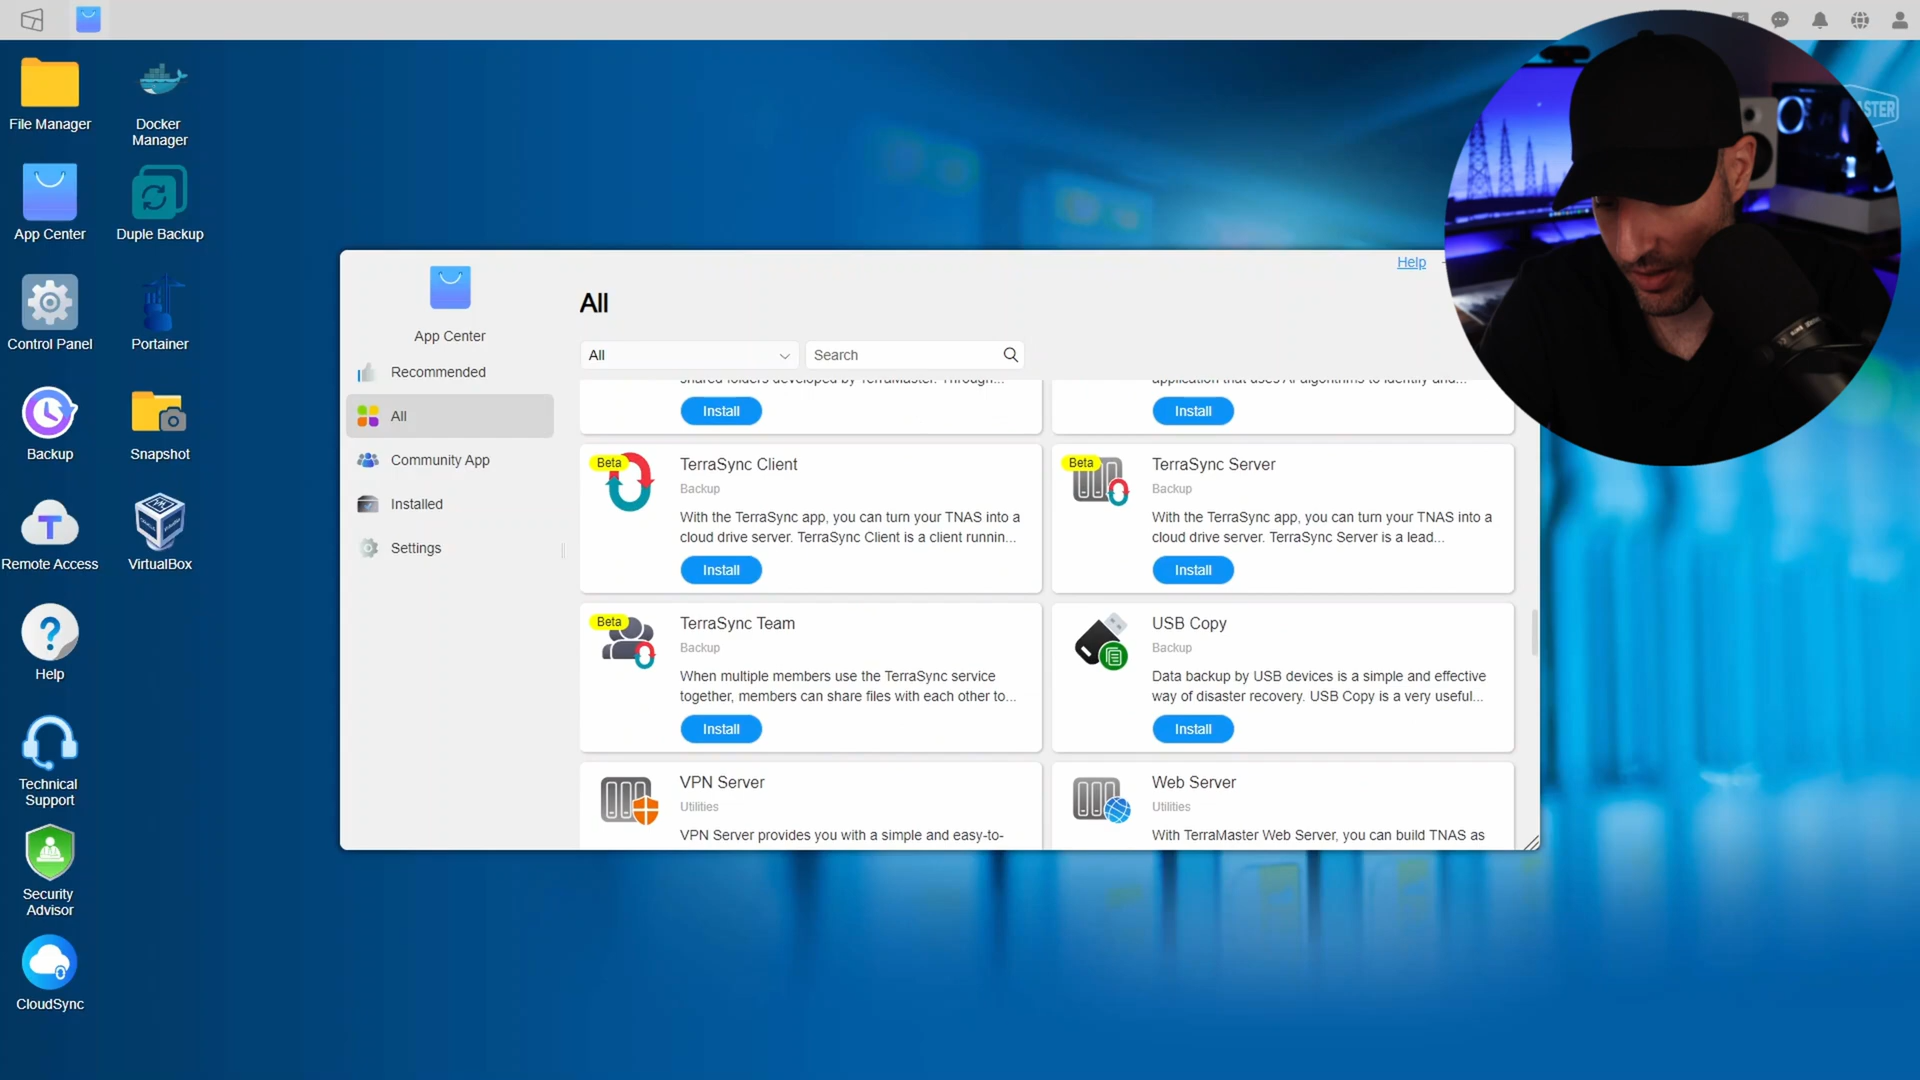 File Manager
Docker
Manager
App Center
Duple Backup
Control Panel
Portainer
Backup
Snapshot
Remote Access
VirtualBox
Help
Technical
Support
Security
Advisor
CloudSync
App Center
Recommended
All
Community App
Installed
Settings
Help
All
All
Search
Install
Install
Beta
TerraSync Client
Backup
With the TerraSync app, you can turn your TNAS into a
cloud drive server. TerraSync Client is a client runnin...
Install
Beta
TerraSync Server
Backup
With the TerraSync app, you can turn your TNAS into a
cloud drive server. TerraSync Server is a lead...
Install
Beta
TerraSync Team
Backup
When multiple members use the TerraSync service
together, members can share files with each other to...
Install
USB Copy
Backup
Data backup by USB devices is a simple and effective
way of disaster recovery. USB Copy is a very useful...
Install
VPN Server
Utilities
VPN Server provides you with a simple and easy-to-
Web Server
Utilities
With TerraMaster Web Server, you can build TNAS as